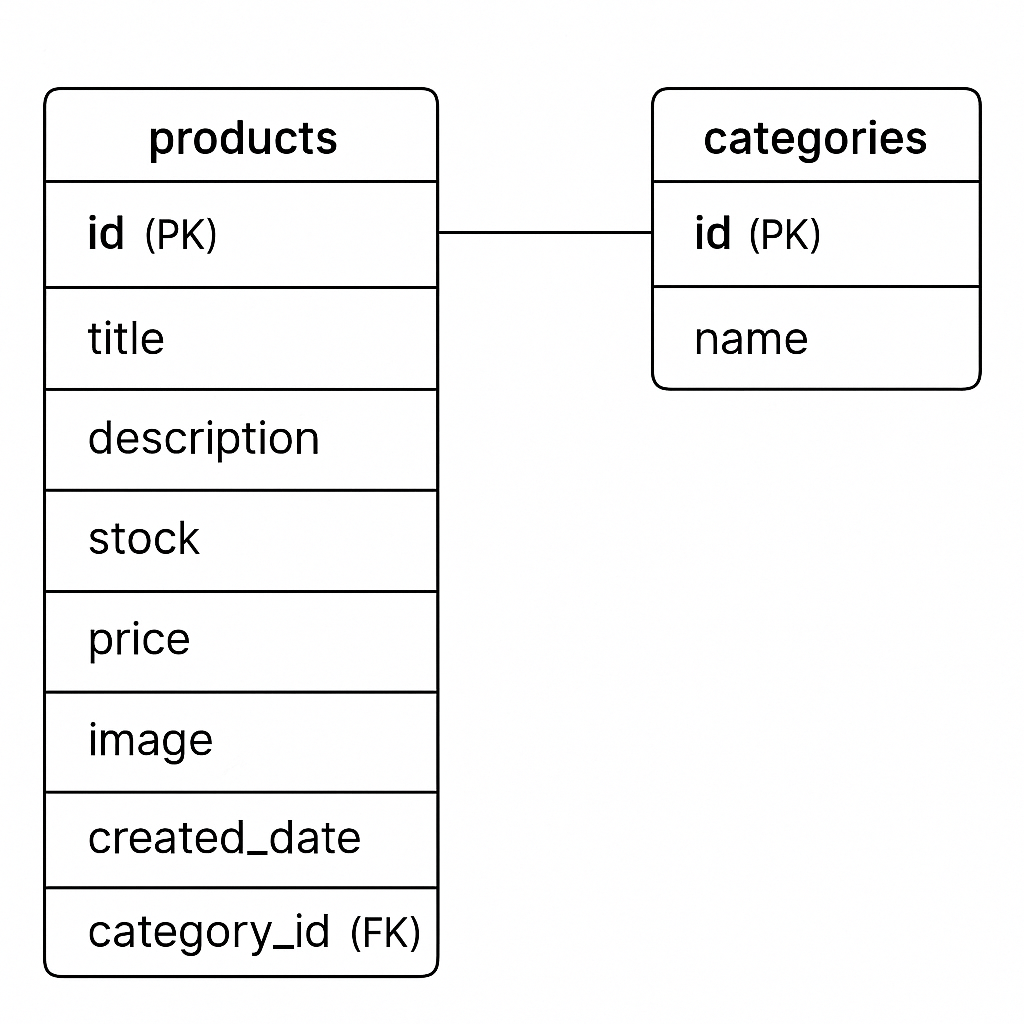 products
id (PK)
title
description
stock
price
image
created_date
category_id (FK)
categories
id (PK)
name